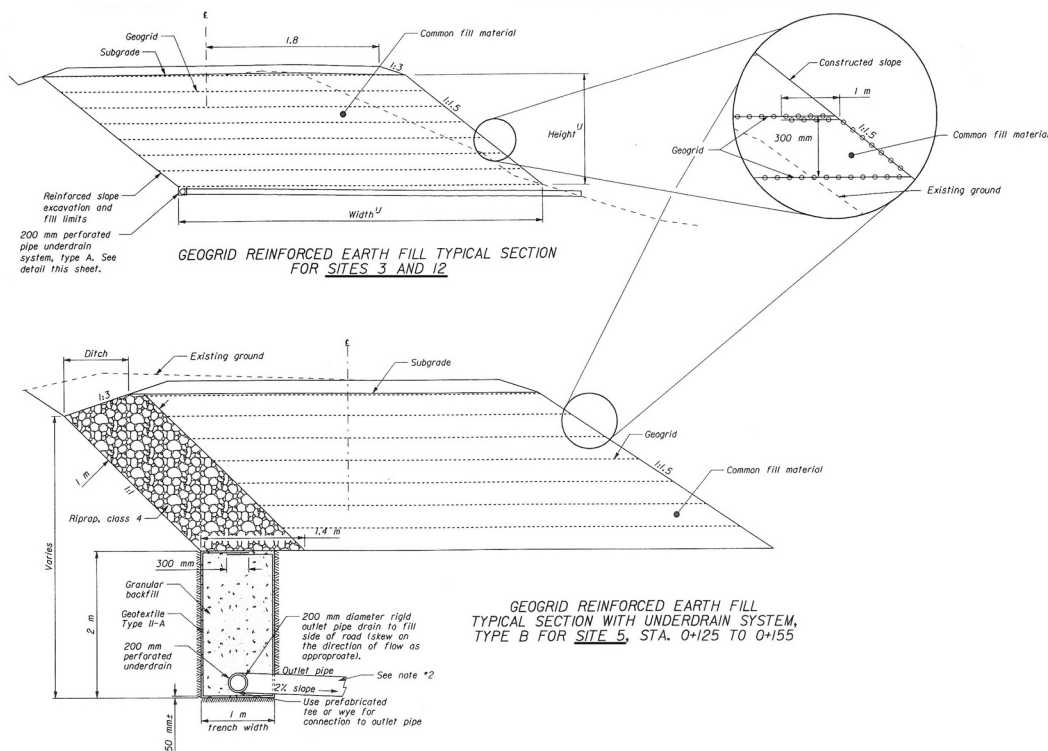 ℄
1.8
Geogrid
Subgrade
Common fill material
1:3
1:1.5
Height 1/
Reinforced slope
excavation and
fill limits
200 mm perforated
pipe underdrain
system, type A. See
detail this sheet.
Width 1/
GEOGRID REINFORCED EARTH FILL TYPICAL SECTION
FOR SITES 3 AND 12
Constructed slope
1 m
1:1.5
300 mm
Geogrid
Common fill material
Existing ground
Ditch
Existing ground
℄
Subgrade
1:3
Geogrid
1:1.5
Common fill material
1 m
1:1
Riprap, class 4
1.4 m
Varies
2 m
300 mm
Granular
backfill
Geotextile
Type II-A
200 mm
perforated
underdrain
200 mm diameter rigid
outlet pipe drain to fill
side of road (skew on
the direction of flow as
approproate).
Outlet pipe
See note *2
2% slope
Use prefabricated
tee or wye for
connection to outlet pipe
1 m
trench width
50 mm±
GEOGRID REINFORCED EARTH FILL
TYPICAL SECTION WITH UNDERDRAIN SYSTEM,
TYPE B FOR SITE 5, STA. 0+125 TO 0+155